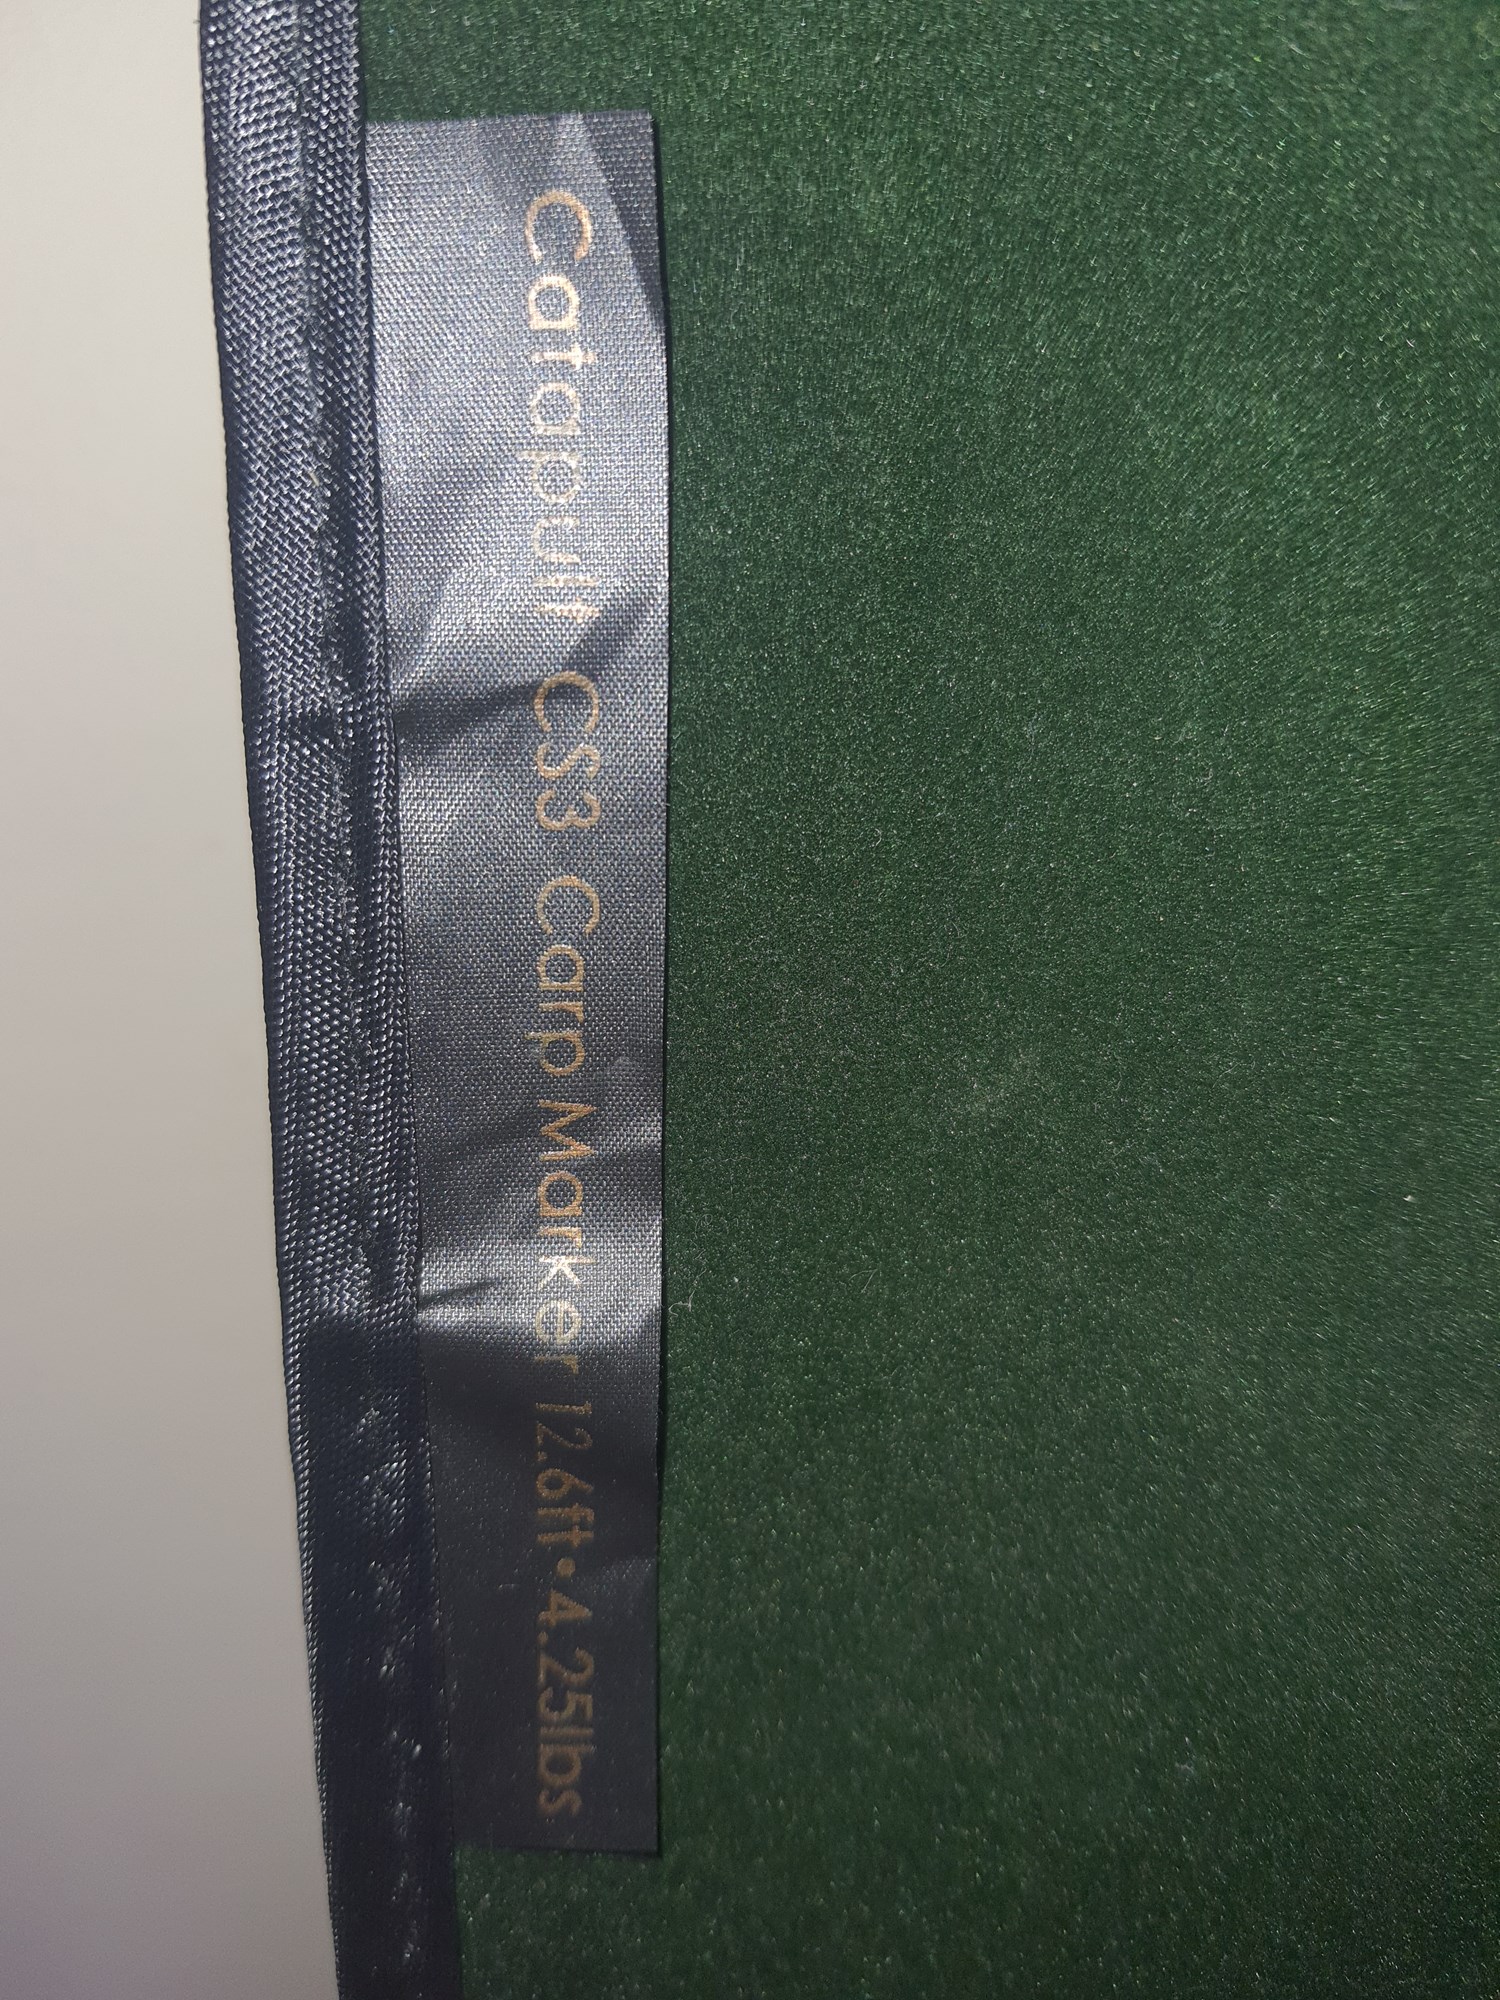 Catapult CS3 Carp Marker 12.6ft • 4.25lbs